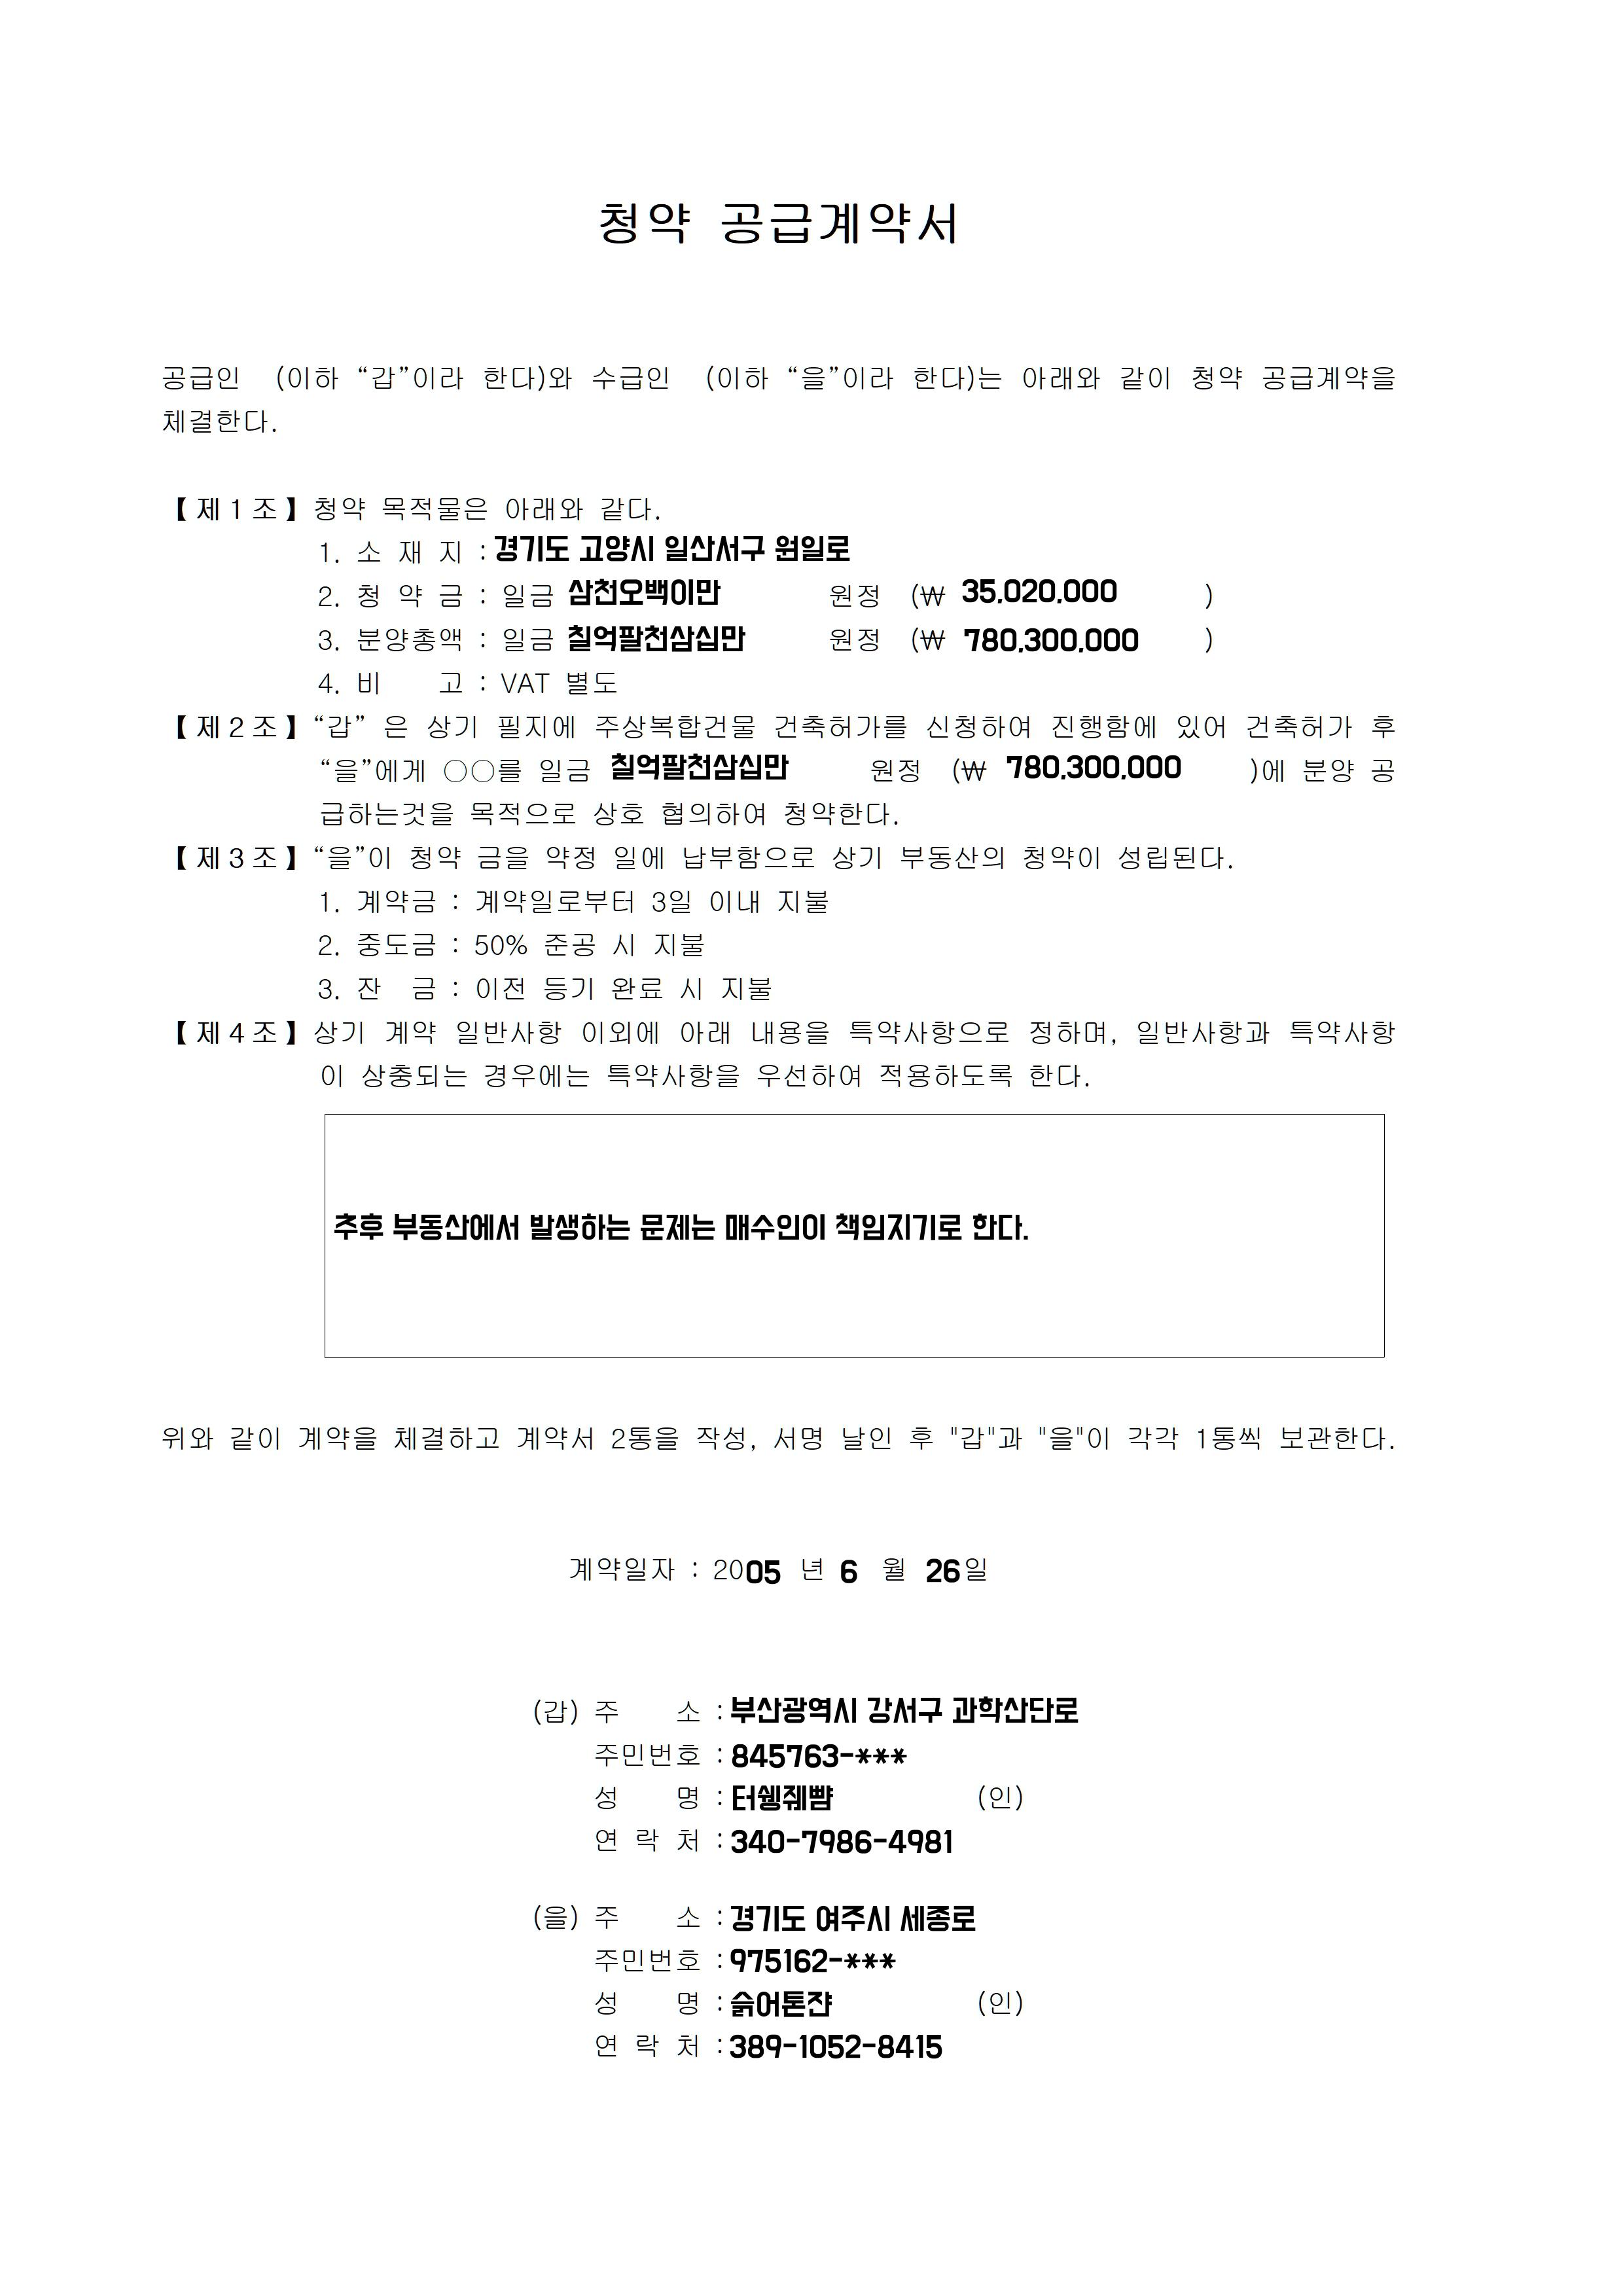 청약 공급계약서
공급인 (이하 “갑”이라 한다)와 수급인 (이하 “을”이라 한다)는 아래와 같이 청약 공급계약을
체결한다.
【제1조】청약 목적물은 아래와 같다.
1. 소 재 지 : 경기도 고양시 일산서구 원일로
2. 청 약 금 : 일금 삼천오백이만 원정 (₩ 35,020,000 )
3. 분양총액 : 일금 칠억팔천삼십만 원정 (₩ 780,300,000 )
4. 비 고 : VAT 별도
【제2조】“갑” 은 상기 필지에 주상복합건물 건축허가를 신청하여 진행함에 있어 건축허가 후
“을”에게 ○○를 일금 칠억팔천삼십만 원정 (₩ 780,300,000 )에 분양 공
급하는것을 목적으로 상호 협의하여 청약한다.
【제3조】“을”이 청약 금을 약정 일에 납부함으로 상기 부동산의 청약이 성립된다.
1. 계약금 : 계약일로부터 3일 이내 지불
2. 중도금 : 50% 준공 시 지불
3. 잔 금 : 이전 등기 완료 시 지불
【제4조】상기 계약 일반사항 이외에 아래 내용을 특약사항으로 정하며, 일반사항과 특약사항
이 상충되는 경우에는 특약사항을 우선하여 적용하도록 한다.
추후 부동산에서 발생하는 문제는 매수인이 책임지기로 한다.
위와 같이 계약을 체결하고 계약서 2통을 작성, 서명 날인 후 "갑"과 "을"이 각각 1통씩 보관한다.
계약일자 : 2005 년 6 월 26일
(갑) 주 소 : 부산광역시 강서구 과학산단로
주민번호 : 845763-***
성 명 : 터쉥줴뺨 (인)
연 락 처 : 340-7986-4981
(을) 주 소 : 경기도 여주시 세종로
주민번호 : 975162-***
성 명 : 슭어톤쟌 (인)
연 락 처 : 389-1052-8415